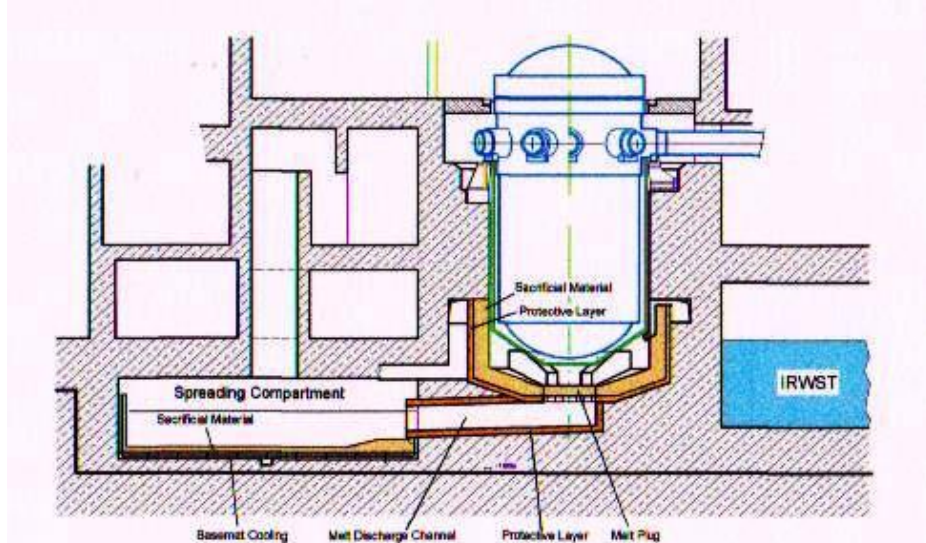 Sacrificial Material
Protective Layer
IRWST
Spreading Compartment
Sacrificial Material
Basemat Cooling
Melt Discharge Channel
Protective Layer
Melt Plug